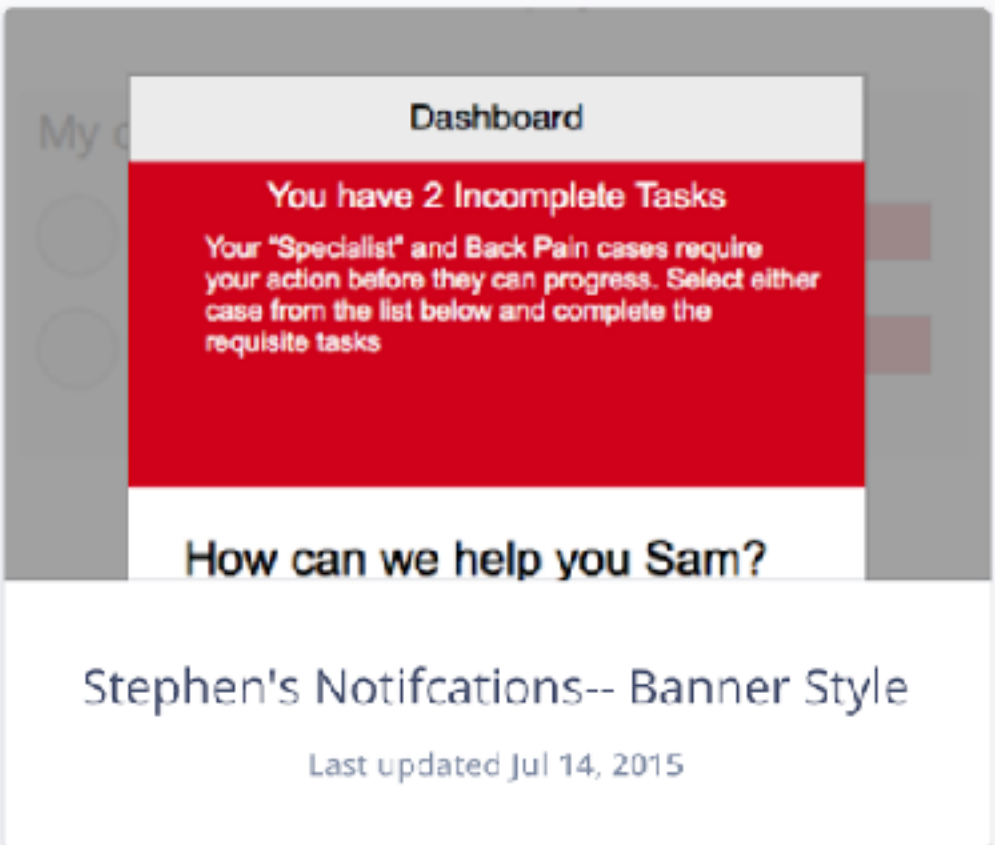 Dashboard
My
You have 2 Incomplete Tasks
Your “Specialist” and Back Pain cases require
your action before they can progress. Select either
case from the list below and complete the
requisite tasks
How can we help you Sam?
Stephen's Notifcations-- Banner Style
Last updated Jul 14, 2015